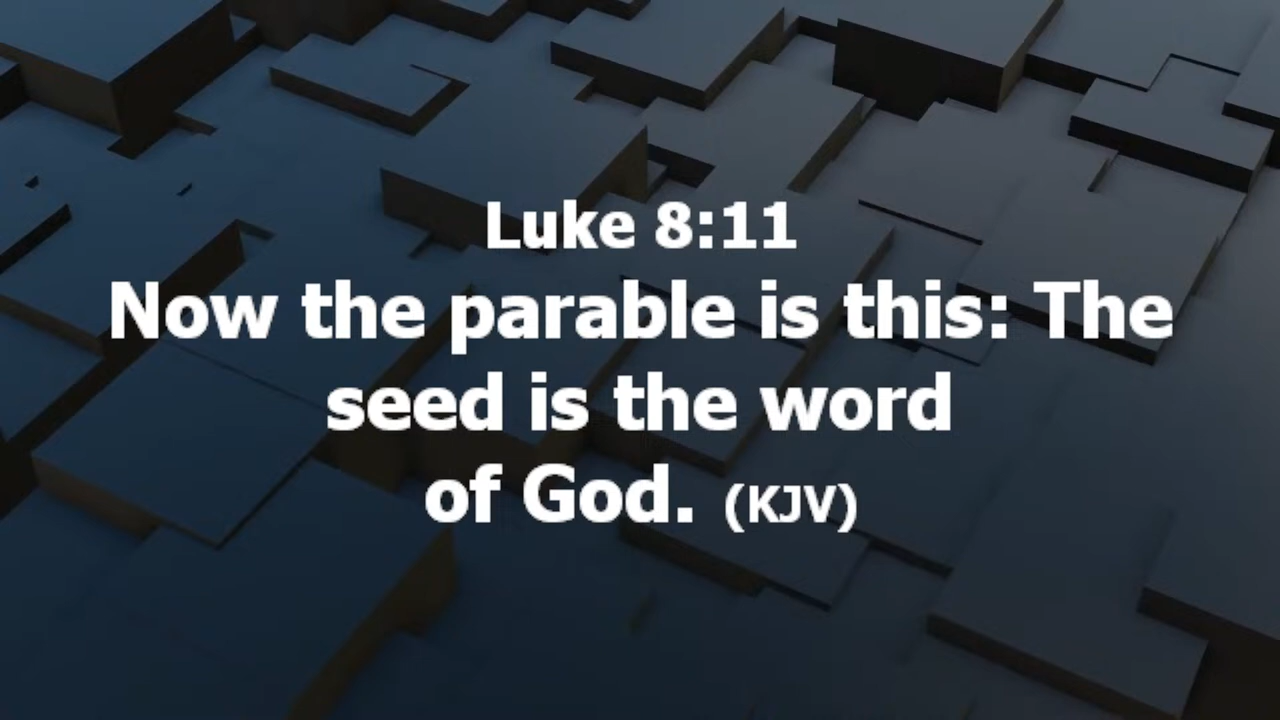 Luke 8:11
Now the parable is this: The
seed is the word
of God. (KJV)